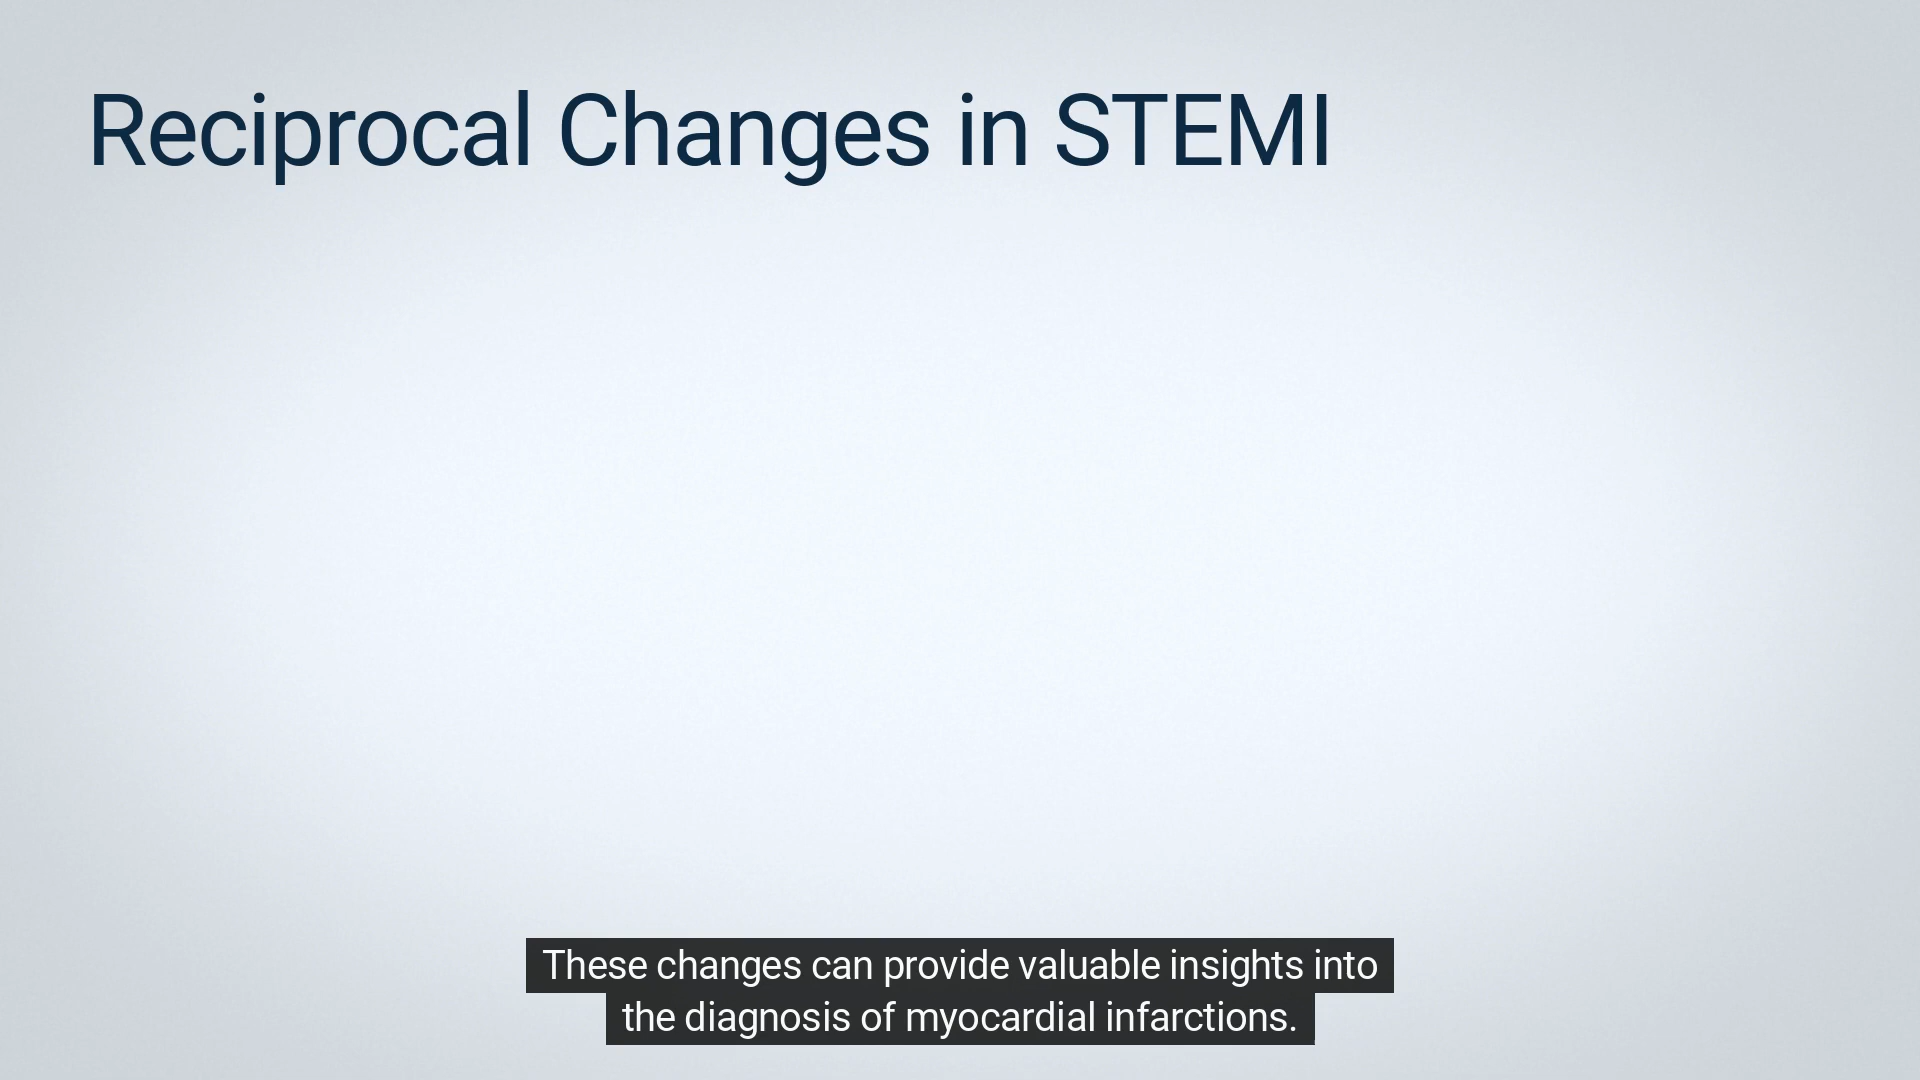 Reciprocal Changes in STEMI
These changes can provide valuable insights into
the diagnosis of myocardial infarctions.